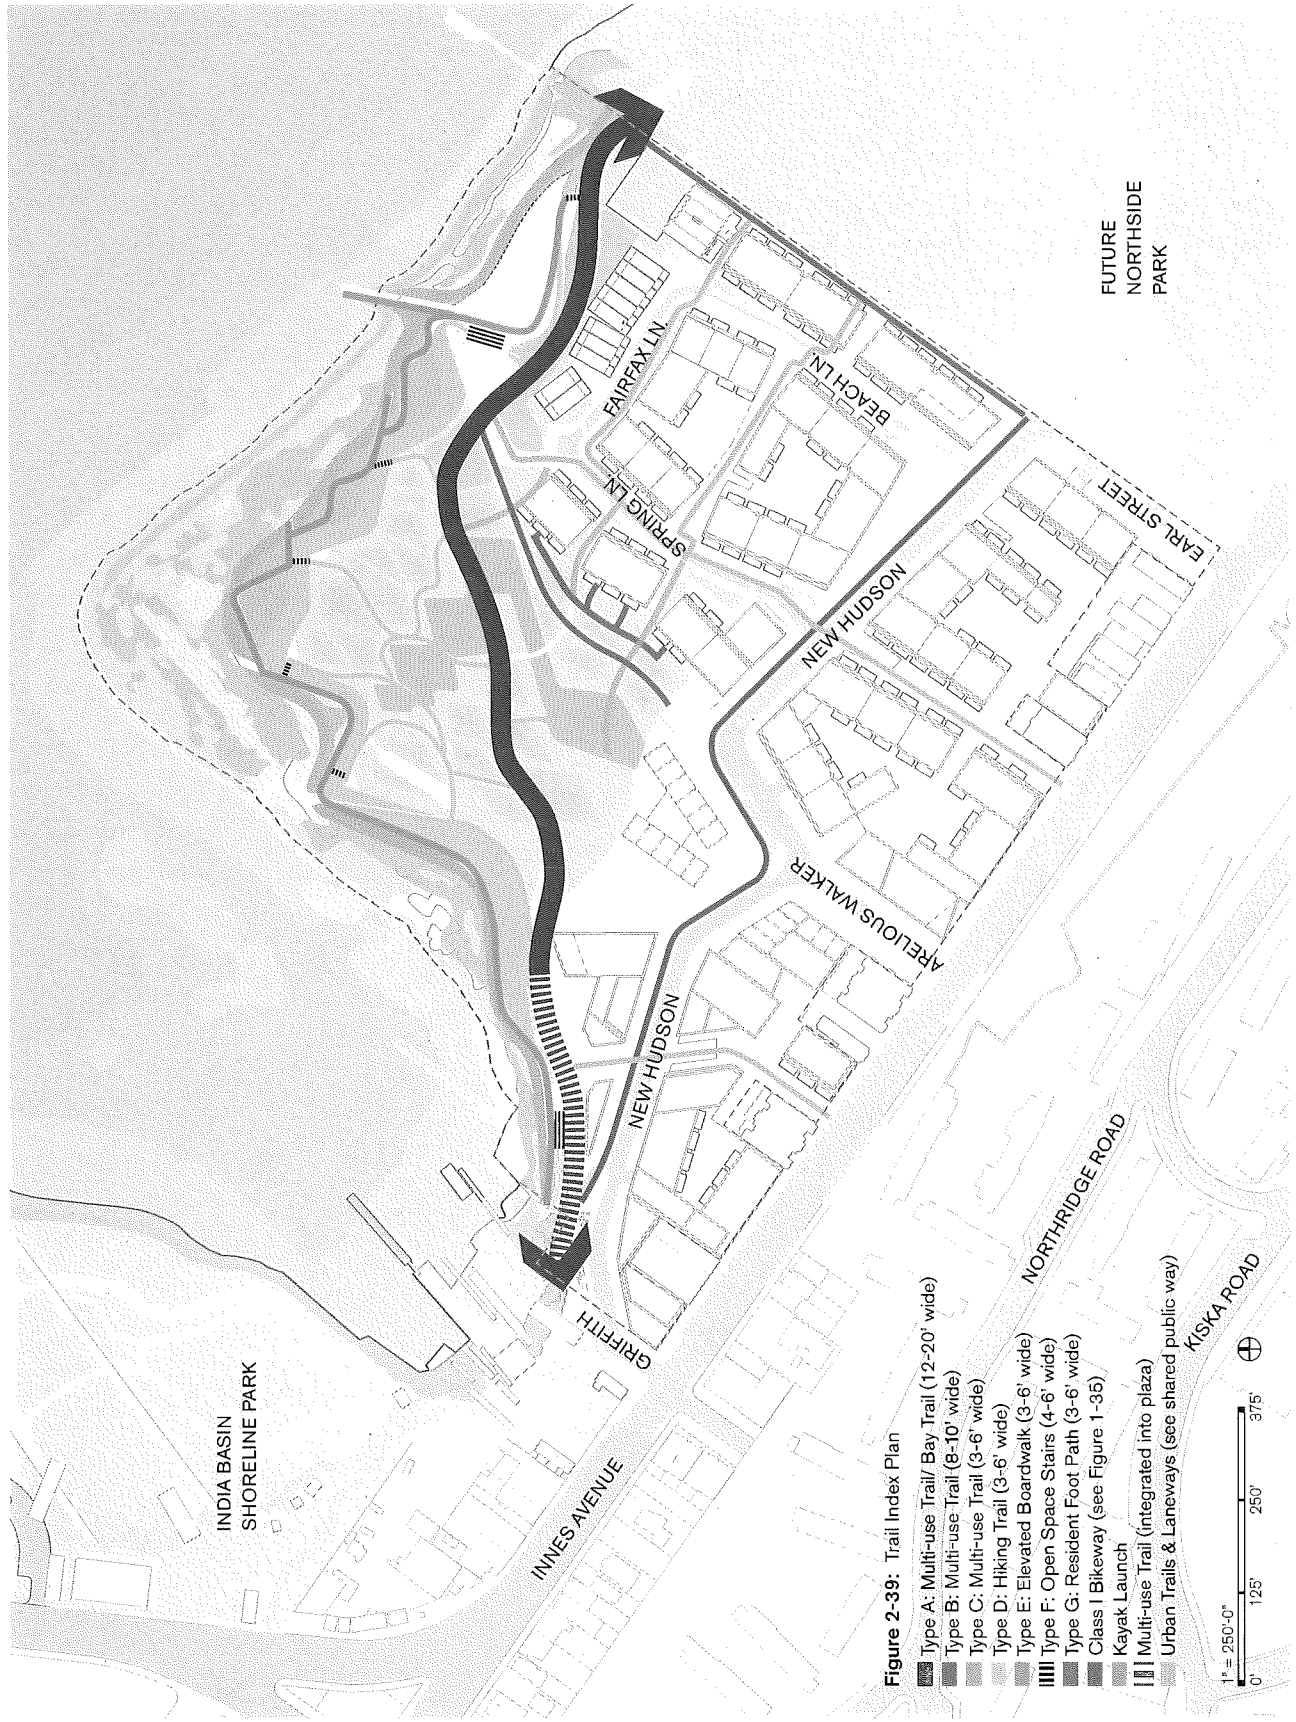 INDIA BASIN
SHORELINE PARK
FUTURE
NORTHSIDE
PARK
FAIRFAX LN.
BEACH LN.
SPRING LN.
NEW HUDSON
EARL STREET
ARELIOUS WALKER
NEW HUDSON
GRIFFITH
INNES AVENUE
NORTHRIDGE ROAD
KISKA ROAD
Figure 2-39: Trail Index Plan
Type A: Multi-use Trail/ Bay Trail (12-20' wide)
Type B: Multi-use Trail (8-10' wide)
Type C: Multi-use Trail (3-6' wide)
Type D: Hiking Trail (3-6' wide)
Type E: Elevated Boardwalk (3-6' wide)
Type F: Open Space Stairs (4-6' wide)
Type G: Resident Foot Path (3-6' wide)
Class I Bikeway (see Figure 1-35)
Kayak Launch
Multi-use Trail (integrated into plaza)
Urban Trails & Laneways (see shared public way)
1" = 250'-0"
0' 125' 250' 375'